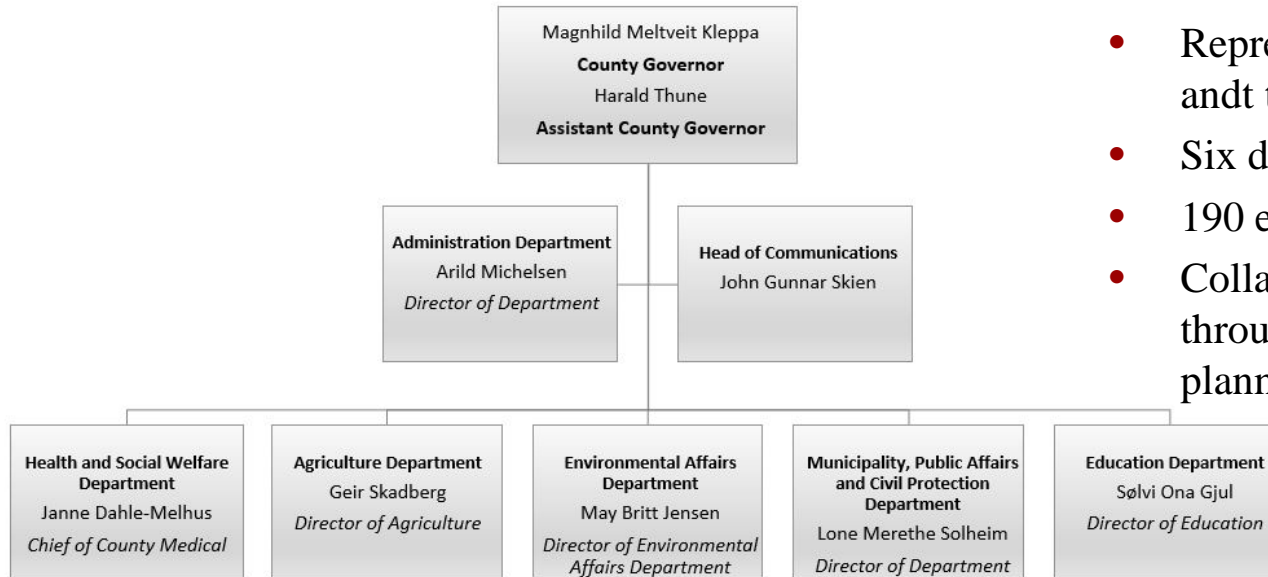 Magnhild Meltveit Kleppa
County Governor
Harald Thune
Assistant County Governor
Administration Department
Arild Michelsen
Director of Department
Head of Communications
John Gunnar Skien
Health and Social Welfare
Department
Janne Dahle-Melhus
Chief of County Medical
Agriculture Department
Geir Skadberg
Director of Agriculture
Environmental Affairs
Department
May Britt Jensen
Director of Environmental
Affairs Department
Municipality, Public Affairs
and Civil Protection
Department
Lone Merethe Solheim
Director of Department
Education Department
Sølvi Ona Gjul
Director of Education
• Repre
andt
• Six d
• 190 e
• Colla
throu
plann